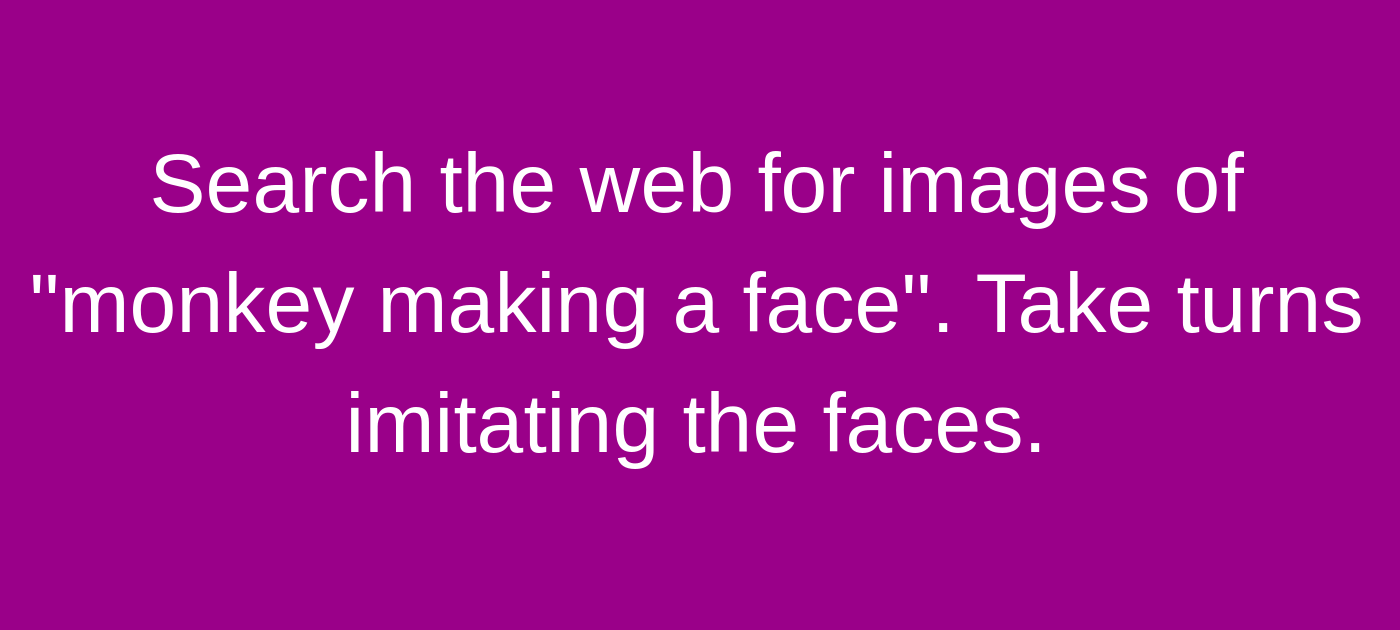 Search the web for images of
"monkey making a face". Take turns
imitating the faces.